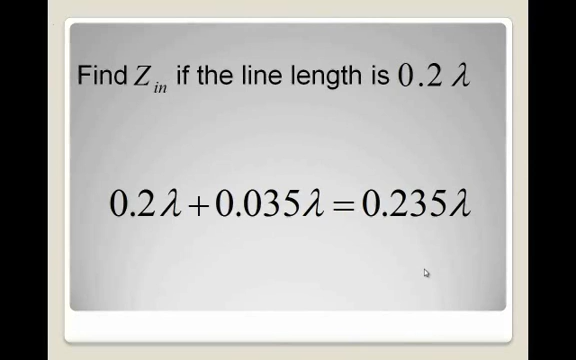 Find Z_in if the line length is 0.2 λ
0.2λ + 0.035λ = 0.235λ